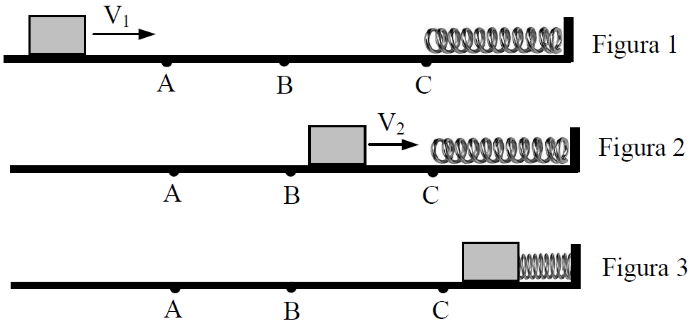 V1
Figura 1
A B C
V2
Figura 2
A B C
Figura 3
A B C